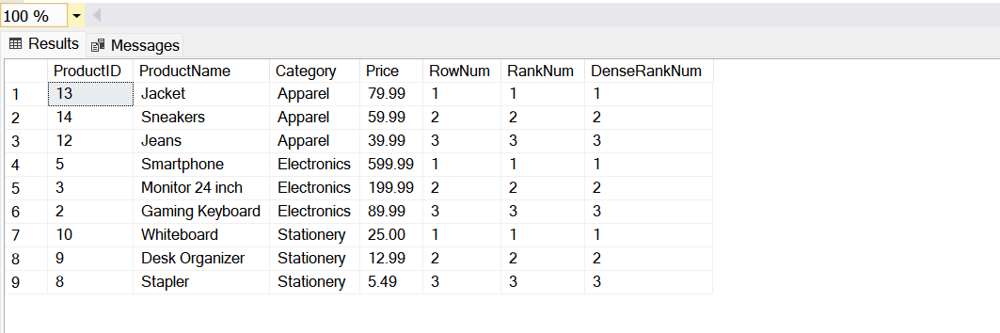 100 %
Results Messages
ProductID ProductName Category Price RowNum RankNum DenseRankNum
1 13 Jacket Apparel 79.99 1 1 1
2 14 Sneakers Apparel 59.99 2 2 2
3 12 Jeans Apparel 39.99 3 3 3
4 5 Smartphone Electronics 599.99 1 1 1
5 3 Monitor 24 inch Electronics 199.99 2 2 2
6 2 Gaming Keyboard Electronics 89.99 3 3 3
7 10 Whiteboard Stationery 25.00 1 1 1
8 9 Desk Organizer Stationery 12.99 2 2 2
9 8 Stapler Stationery 5.49 3 3 3